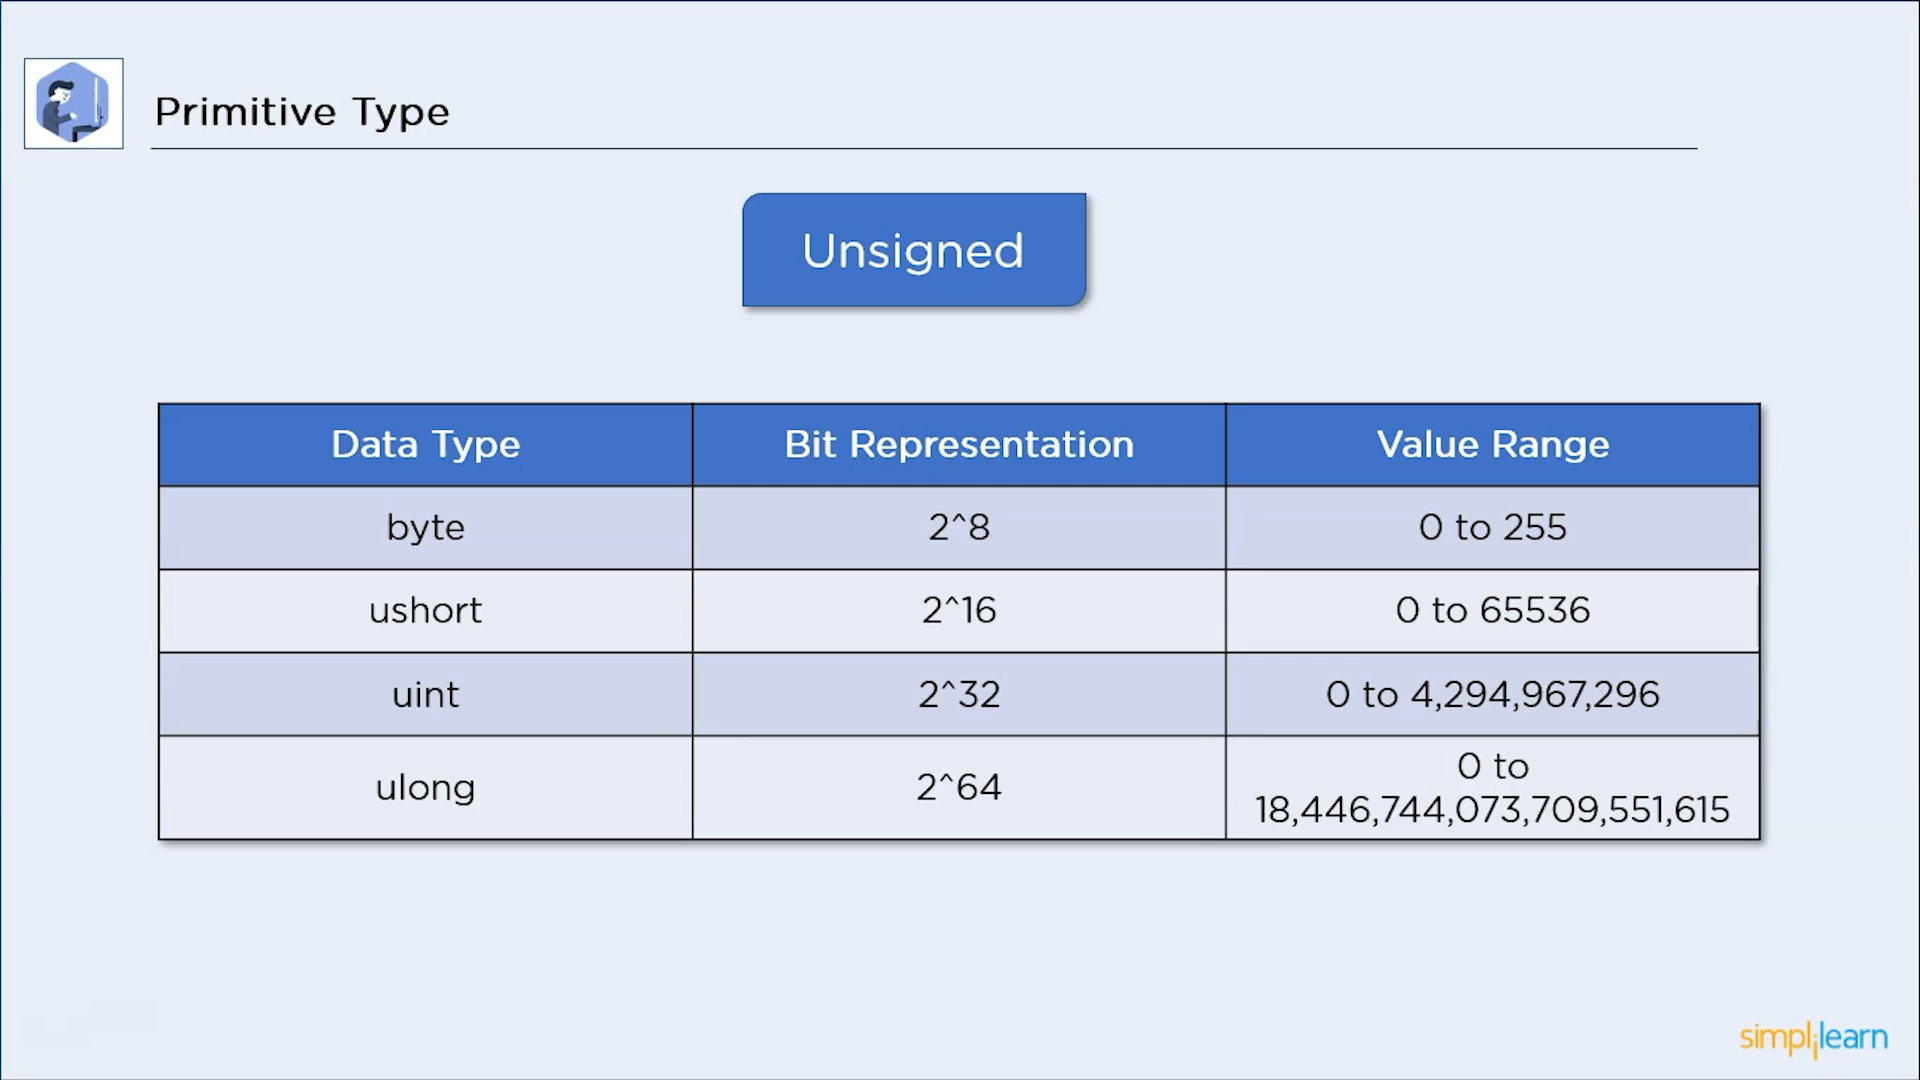 Primitive Type
Unsigned
Data Type Bit Representation Value Range
byte 2^8 0 to 255
ushort 2^16 0 to 65536
uint 2^32 0 to 4,294,967,296
ulong 2^64 0 to
18,446,744,073,709,551,615
simplilearn